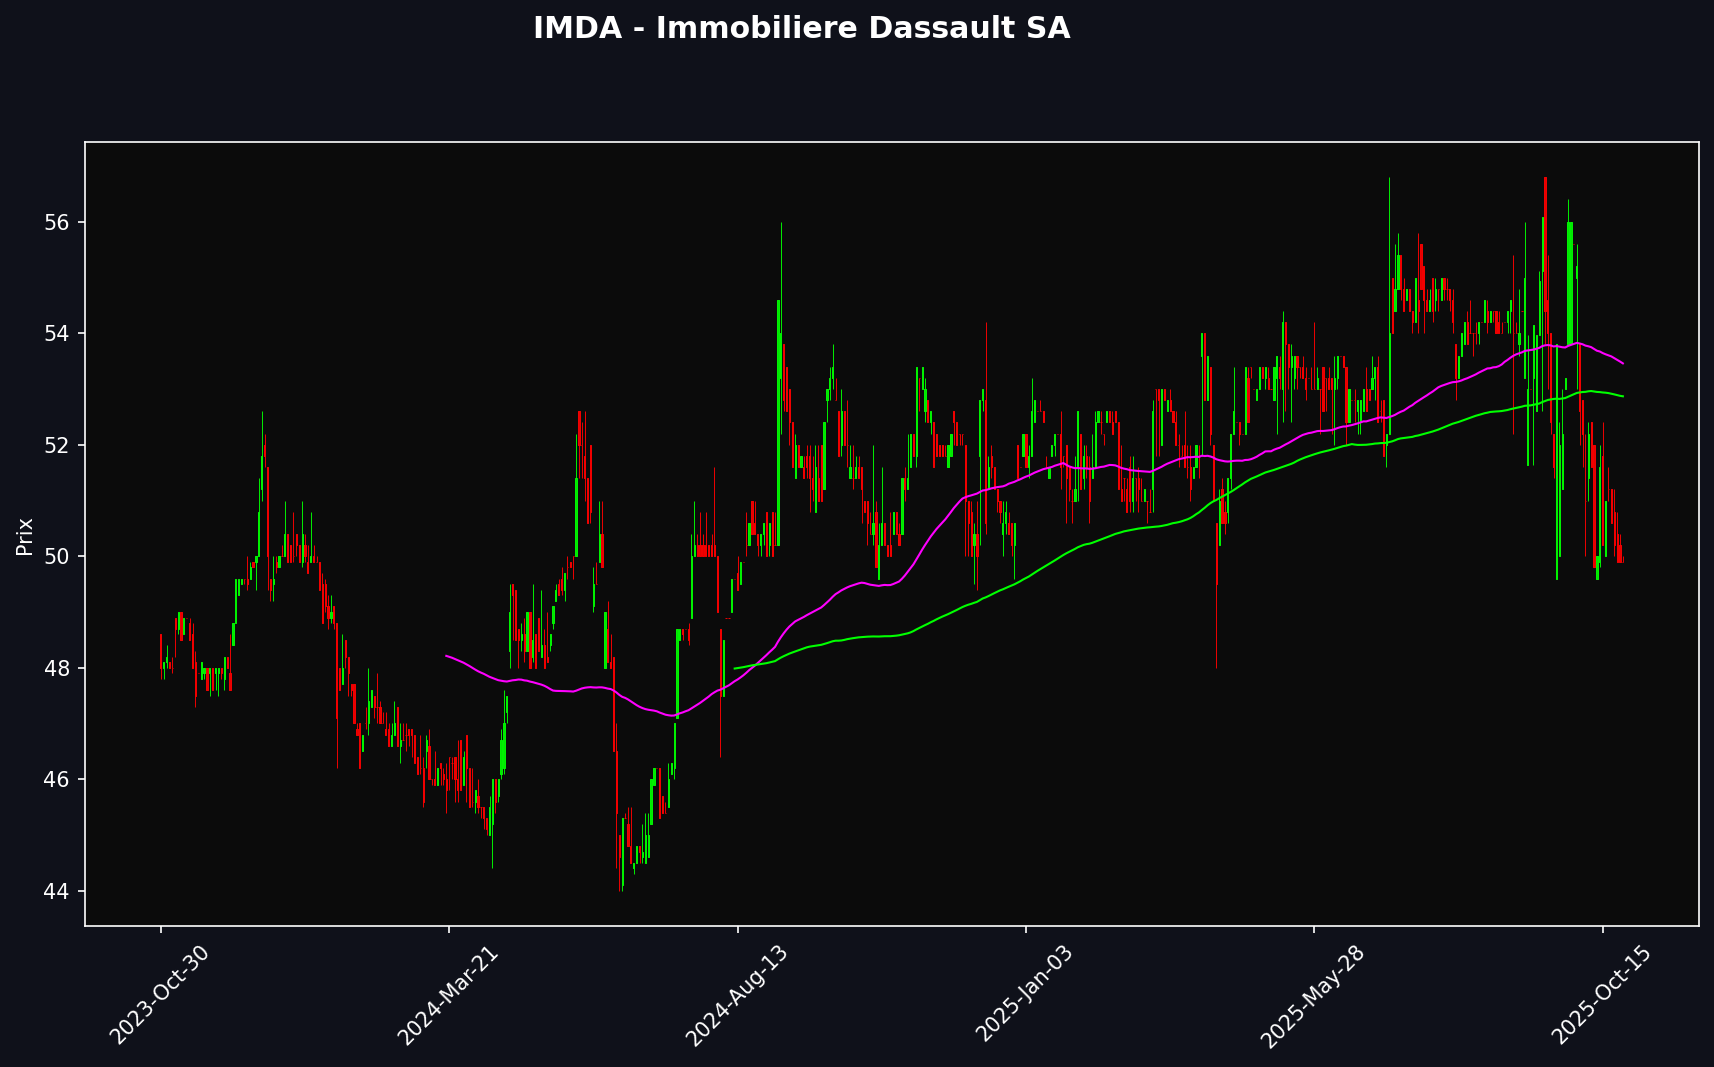 IMDA - Immobiliere Dassault SA
56
54
52
50
48
46
44
Prix
2023-Oct-30
2024-Mar-21
2024-Aug-13
2025-Jan-03
2025-May-28
2025-Oct-15